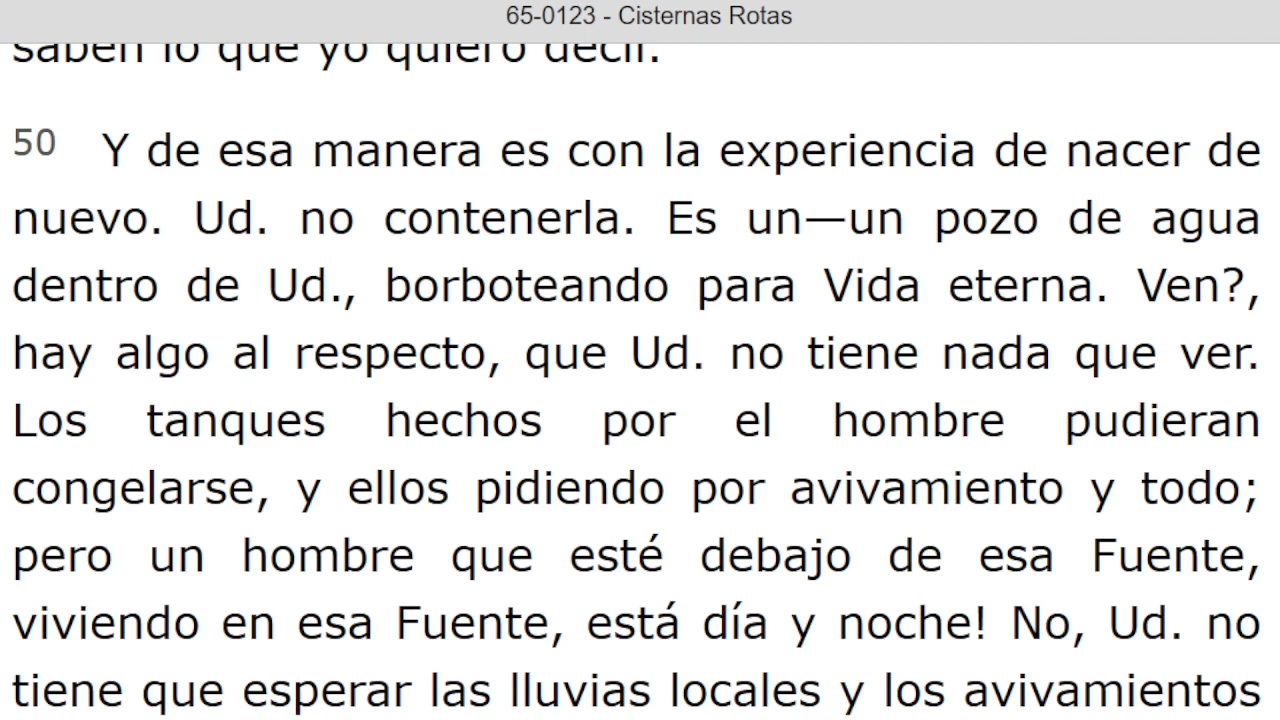 65-0123 - Cisternas Rotas
saben lo que yo quiero decir.
50 Y de esa manera es con la experiencia de nacer de
nuevo. Ud. no contenerla. Es un—un pozo de agua
dentro de Ud., borboteando para Vida eterna. Ven?,
hay algo al respecto, que Ud. no tiene nada que ver.
Los tanques hechos por el hombre pudieran
congelarse, y ellos pidiendo por avivamiento y todo;
pero un hombre que esté debajo de esa Fuente,
viviendo en esa Fuente, está día y noche! No, Ud. no
tiene que esperar las lluvias locales y los avivamientos